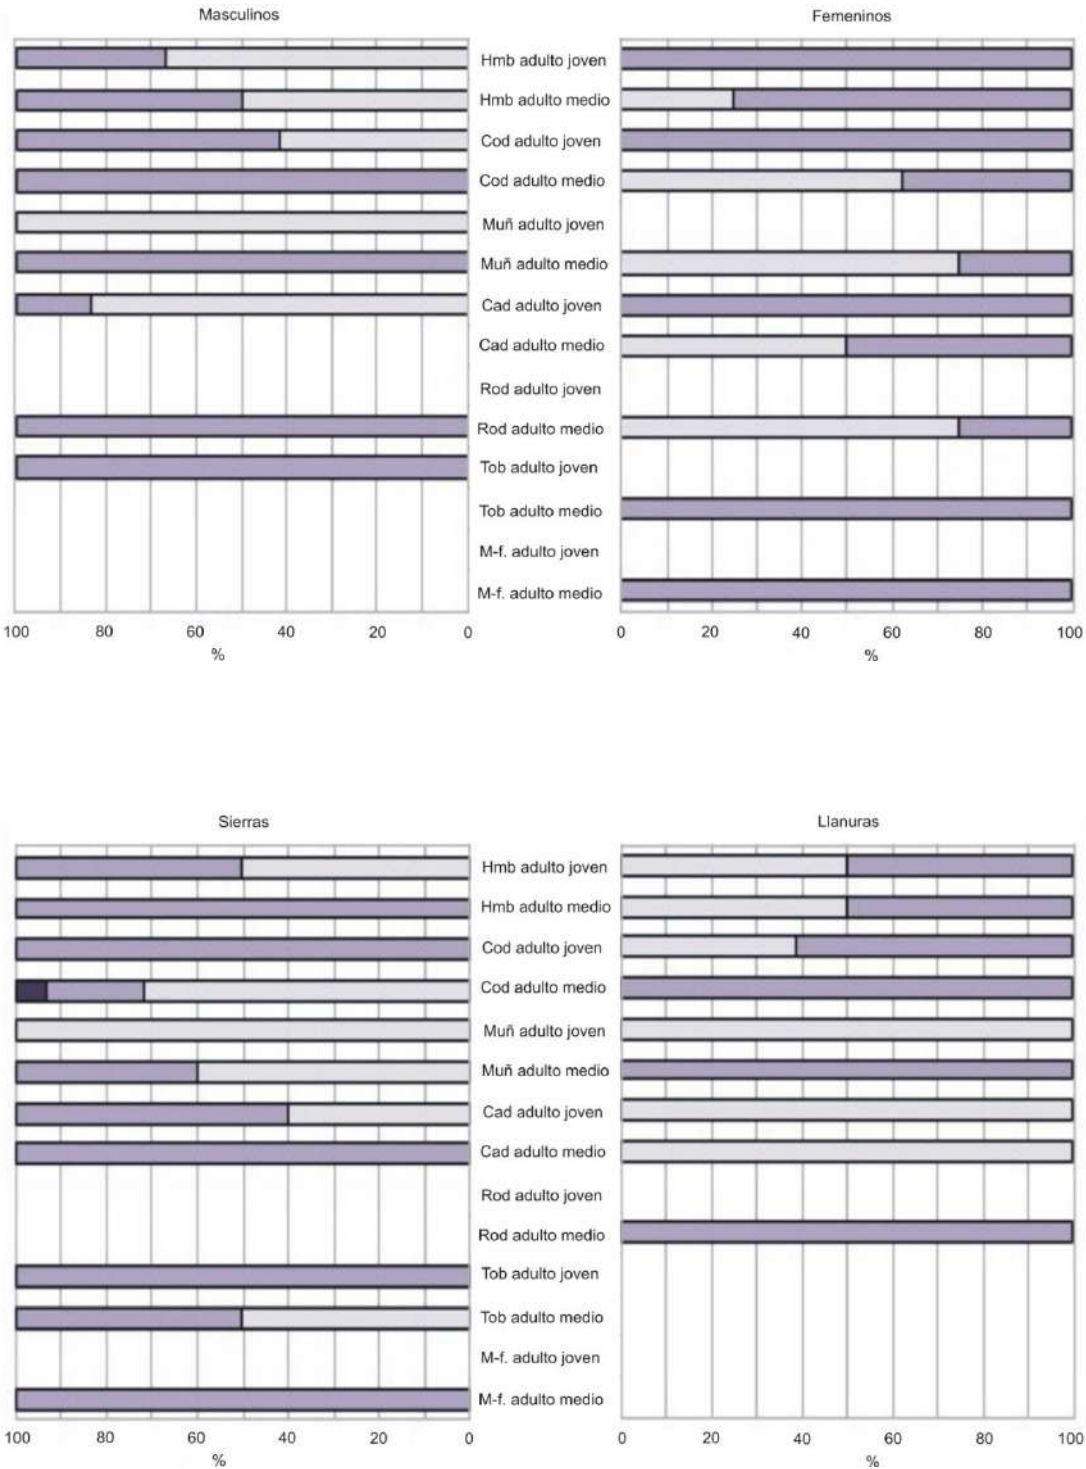 Masculinos
Femeninos
Hmb adulto joven
Hmb adulto medio
Cod adulto joven
Cod adulto medio
Muñ adulto joven
Muñ adulto medio
Cad adulto joven
Cad adulto medio
Rod adulto joven
Rod adulto medio
Tob adulto joven
Tob adulto medio
M-f. adulto joven
M-f. adulto medio
100 80 60 40 20 0
%
0 20 40 60 80 100
%
Sierras
Llanuras
Hmb adulto joven
Hmb adulto medio
Cod adulto joven
Cod adulto medio
Muñ adulto joven
Muñ adulto medio
Cad adulto joven
Cad adulto medio
Rod adulto joven
Rod adulto medio
Tob adulto joven
Tob adulto medio
M-f. adulto joven
M-f. adulto medio
100 80 60 40 20 0
%
0 20 40 60 80 100
%